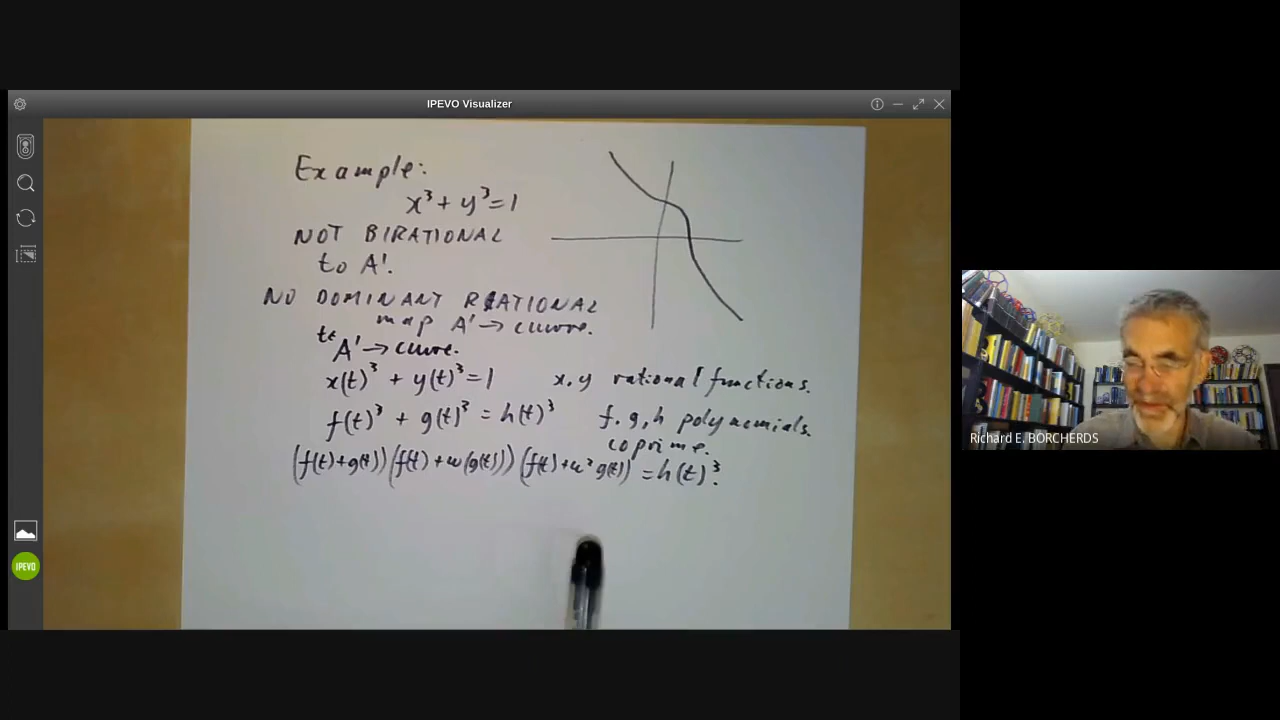 IPEVO Visualizer
Example:
x³ + y³ = 1
NOT BIRATIONAL
to A¹.
NO DOMINANT RATIONAL
map A¹ → curve.
t∈ A¹ → curve.
x(t)³ + y(t)³ = 1 x, y rational functions.
f(t)³ + g(t)³ = h(t)³ f, g, h polynomials.
coprime.
(f(t)+g(t)) (f(t) + ω(g(t))) (f(t)+ω² g(t)) = h(t)³.
Richard E. BORCHERDS
IPEVO